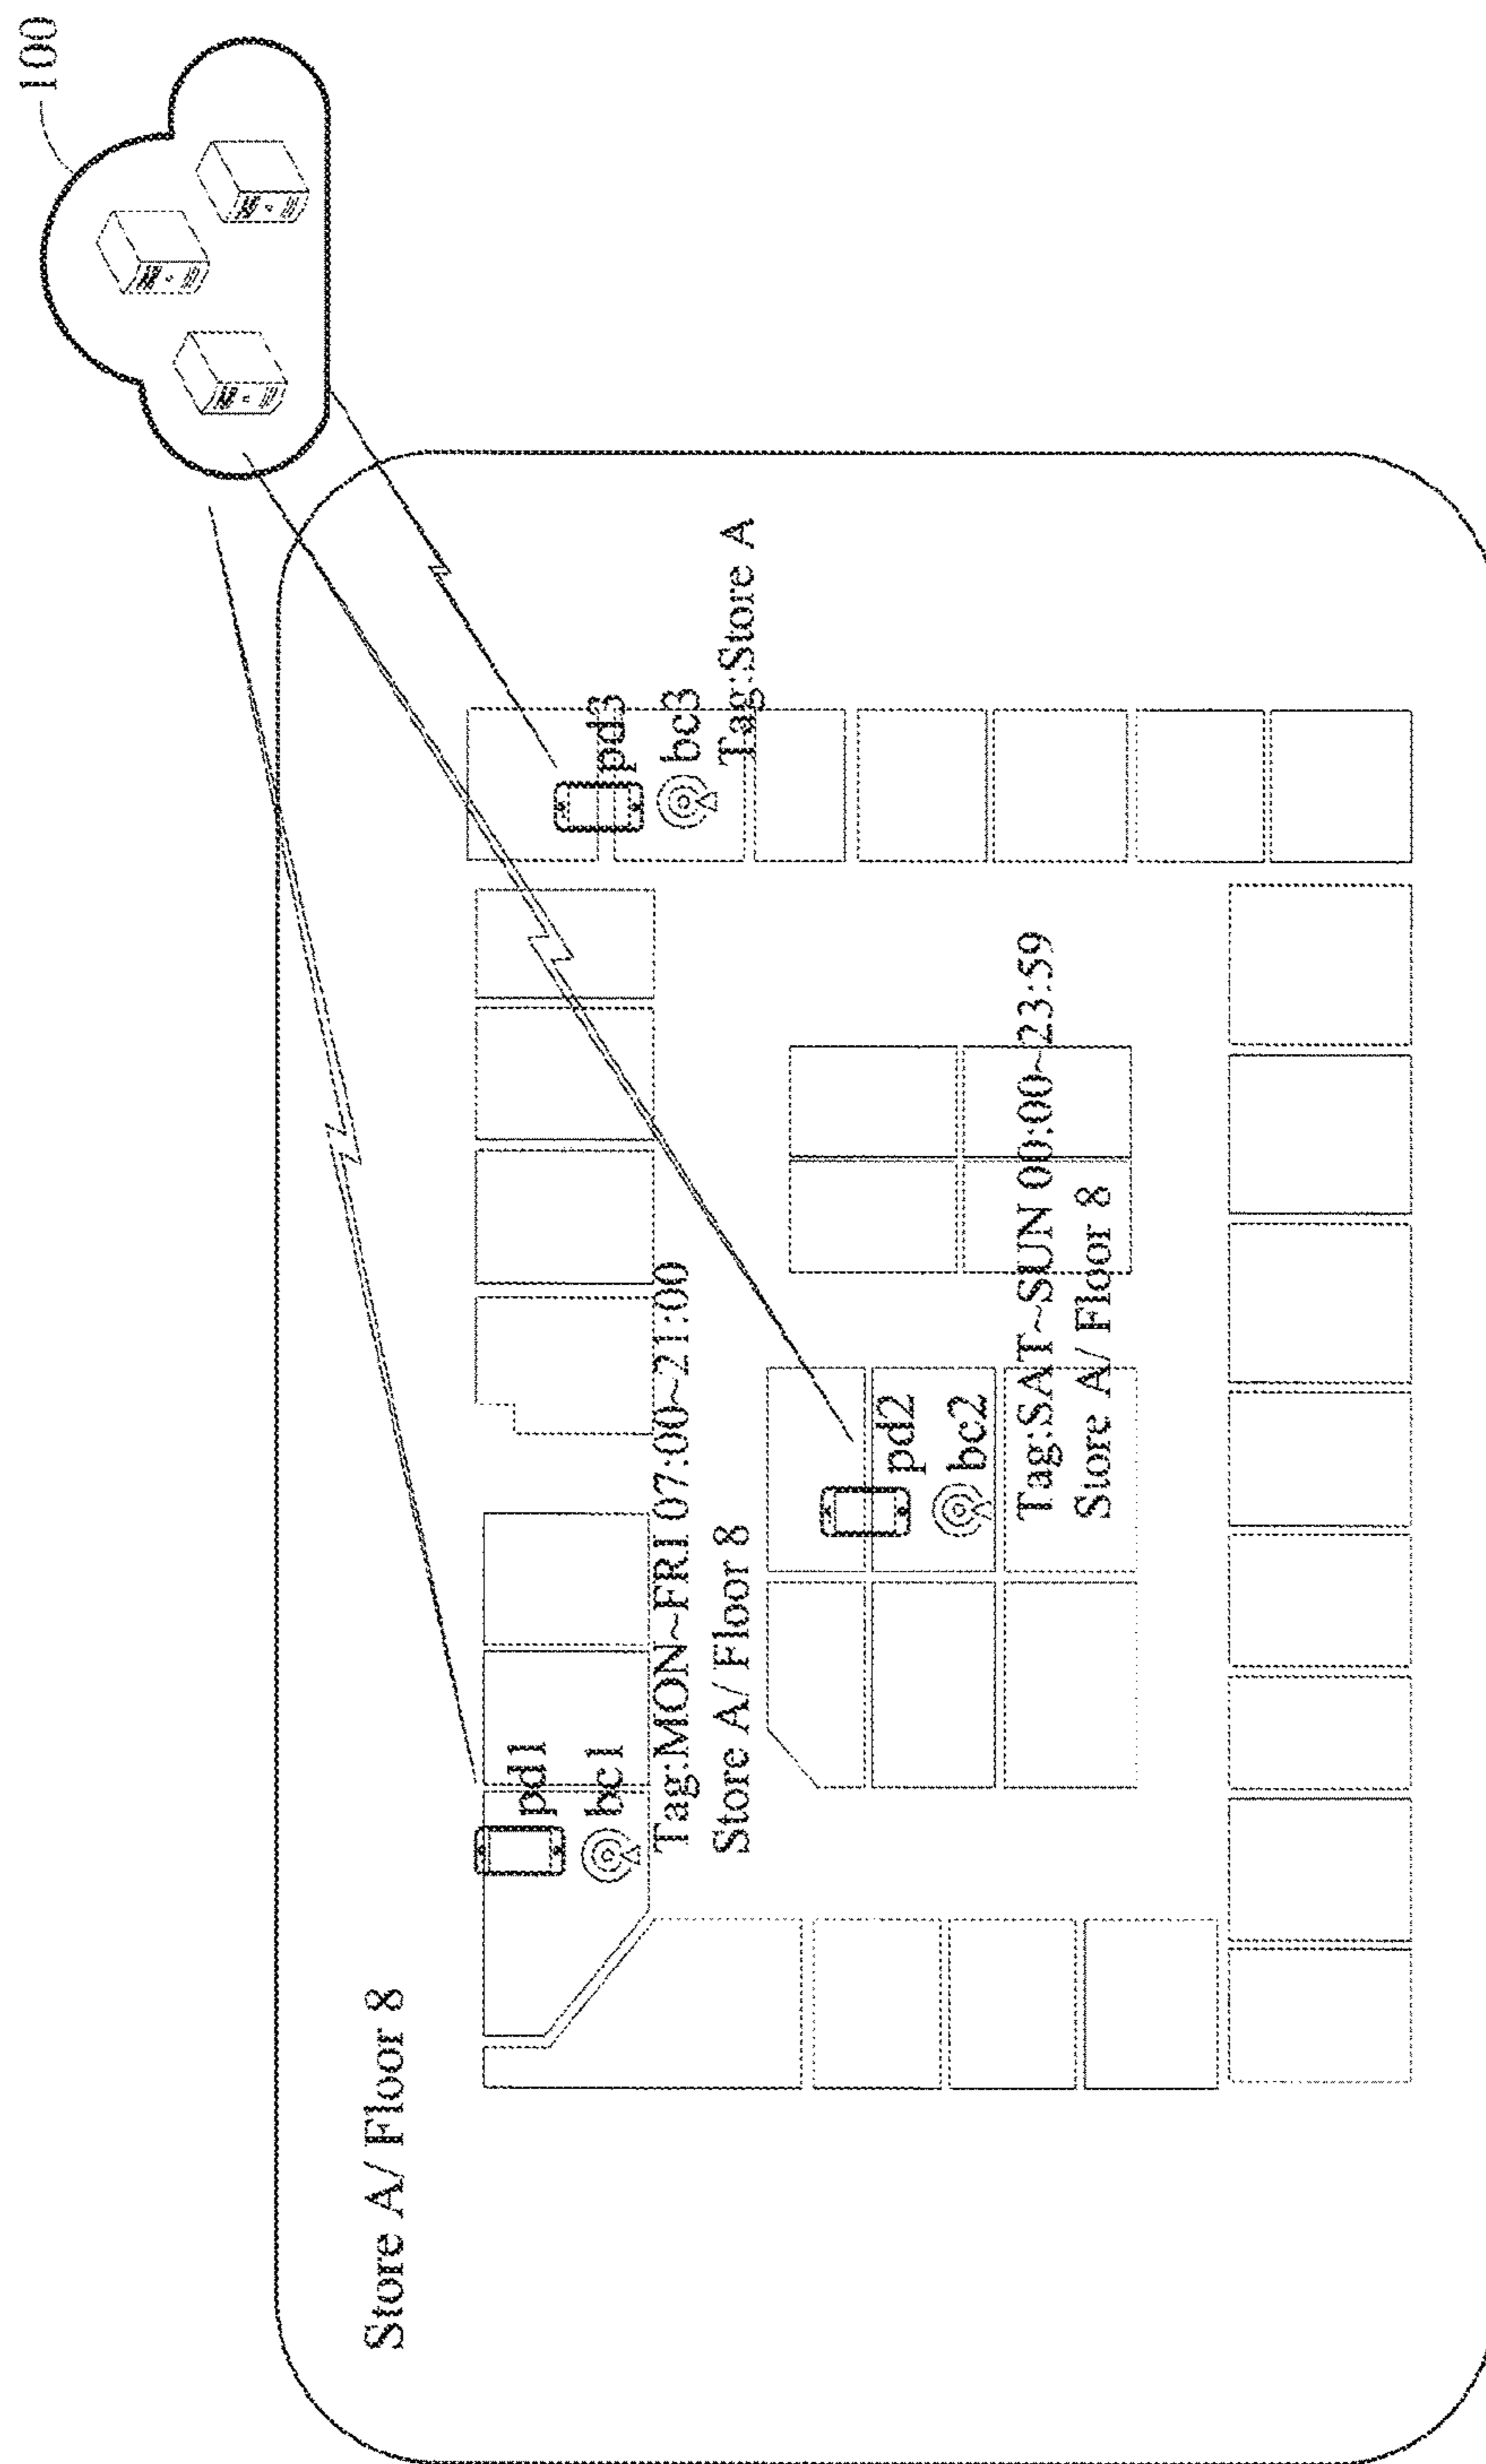 100
Store A/ Floor 8
pd1
bc1
Tag:MON~FRI 07:00~21:00
Store A/ Floor 8
pd2
bc2
Tag:SAT~SUN 00:00~23:59
Store A/ Floor 8
pd3
bc3
Tag:Store A